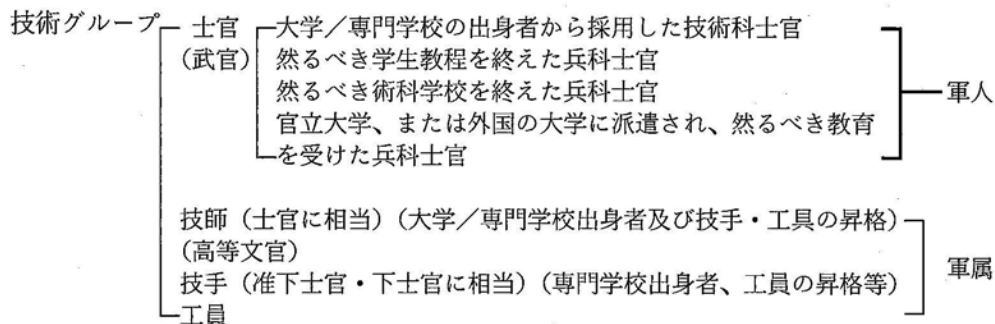 技術グループ 士官 大学/専門学校の出身者から採用した技術科士官
(武官) 然るべき学生教程を終えた兵科士官
然るべき術科学校を終えた兵科士官
軍人
官立大学、または外国の大学に派遣され、然るべき教育
を受けた兵科士官
技師(士官に相当)(大学/専門学校出身者及び技手・工具の昇格)
(高等文官)
軍属
技手(准下士官・下士官に相当)(専門学校出身者、工員の昇格等)
工員